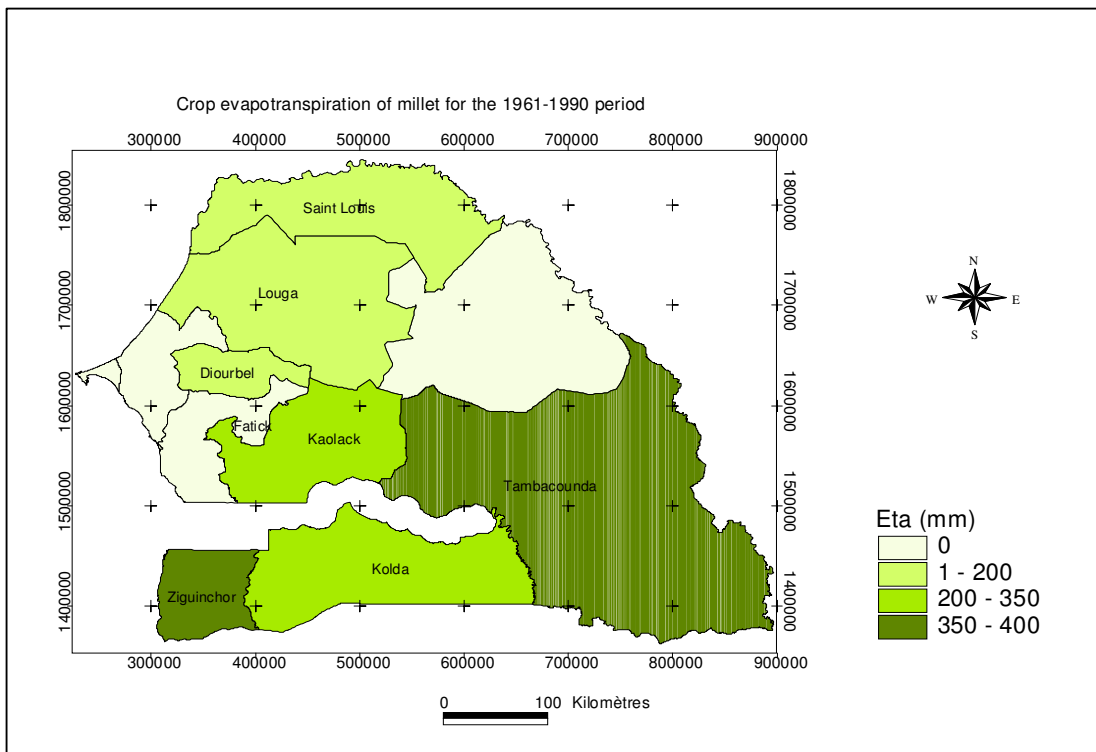 Crop evapotranspiration of millet for the 1961-1990 period
300000 400000 500000 600000 700000 800000 900000
1800000 1800000
Saint Louis
N
Louga
W E
1700000 1700000
S
Diourbel
1600000 1600000
Fatick
Kaolack
Tambacounda
1500000 1500000
Eta (mm)
0
Kolda
1 - 200
Ziguinchor
200 - 350
1400000 1400000
350 - 400
300000 400000 500000 600000 700000 800000 900000
0 100 Kilomètres